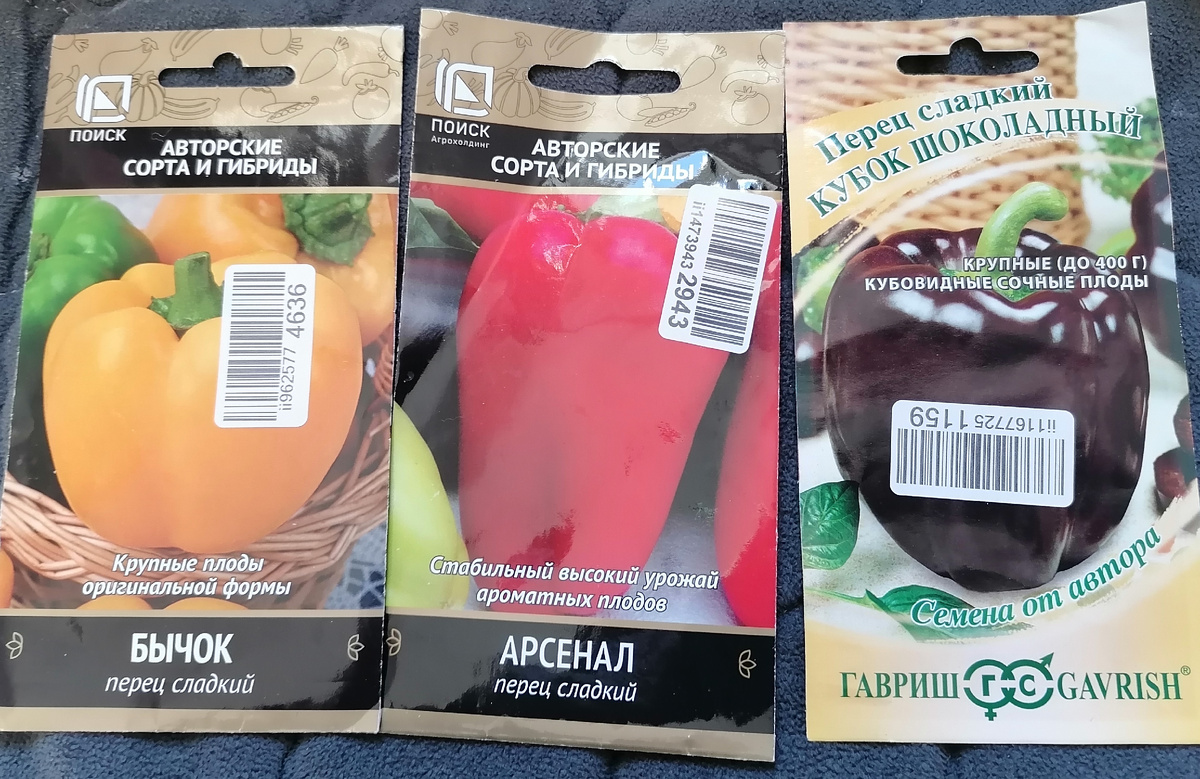 ПОИСК
АВТОРСКИЕ
СОРТА И ГИБРИДЫ
ii962577 4636
Крупные плоды
оригинальной формы
БЫЧОК
перец сладкий
ПОИСК
Агрохолдинг
АВТОРСКИЕ
СОРТА И ГИБРИДЫ
ii1473943 2943
Стабильный высокий урожай
ароматных плодов
АРСЕНАЛ
перец сладкий
Перец сладкий
КУБОК ШОКОЛАДНЫЙ
КРУПНЫЕ (ДО 400 Г)
КУБОВИДНЫЕ СОЧНЫЕ ПЛОДЫ
ii1167725 1159
Семена от автора
ГАВРИШ ГС GAVRISH®